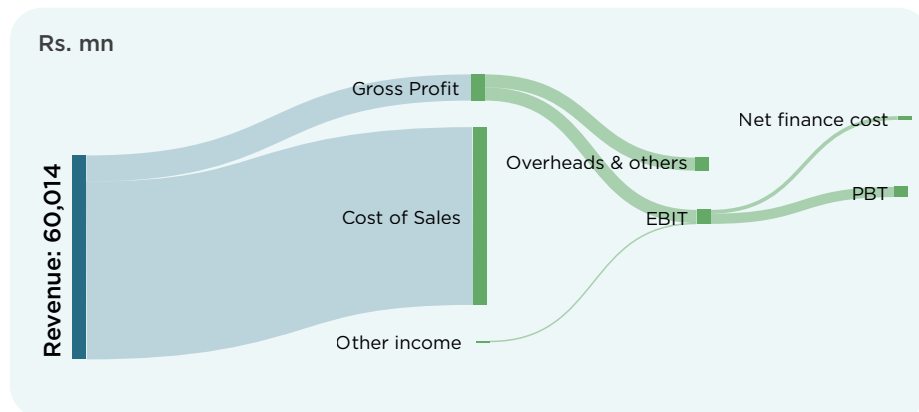 Rs. mn
Revenue: 60,014
Gross Profit
Cost of Sales
Other income
Overheads & others
EBIT
Net finance cost
PBT